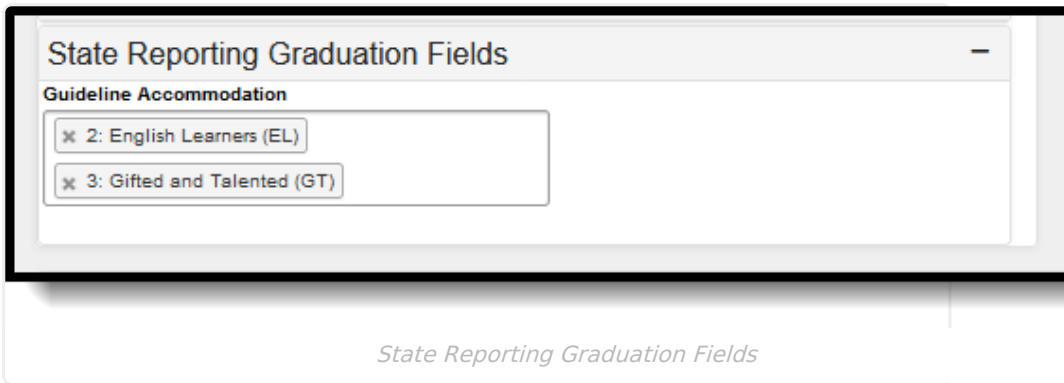 State Reporting Graduation Fields
Guideline Accommodation
2: English Learners (EL)
3: Gifted and Talented (GT)
State Reporting Graduation Fields